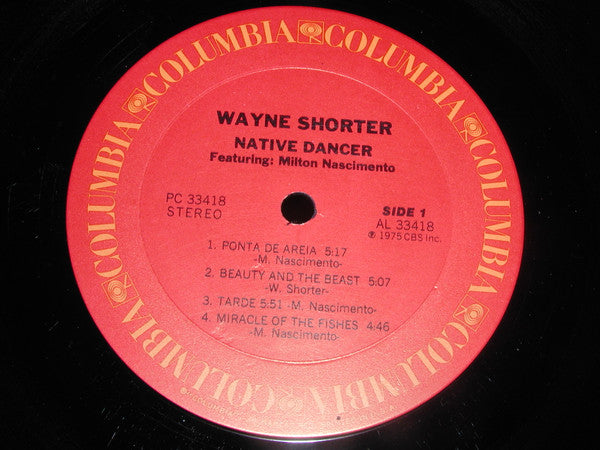 COLUMBIA COLUMBIA COLUMBIA COLUMBIA COLUMBIA COLUMBIA
WAYNE SHORTER
NATIVE DANCER
Featuring: Milton Nascimento
PC 33418
STEREO
SIDE 1
AL 33418
℗ 1975 CBS Inc.
1. PONTA DE AREIA 5:17
-M. Nascimento-
2. BEAUTY AND THE BEAST 5:07
-W. Shorter-
3. TARDE 5:51 -M. Nascimento-
4. MIRACLE OF THE FISHES 4:46
-M. Nascimento-